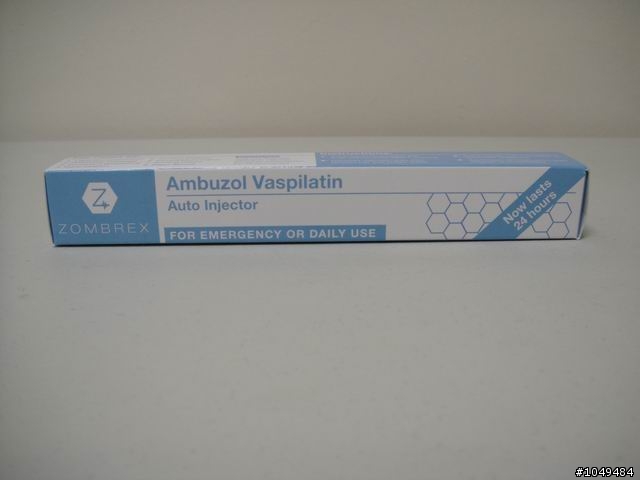 Ambuzol Vaspilatin
Auto Injector
ZOMBREX
FOR EMERGENCY OR DAILY USE
Now lasts
24 hours
#1049484